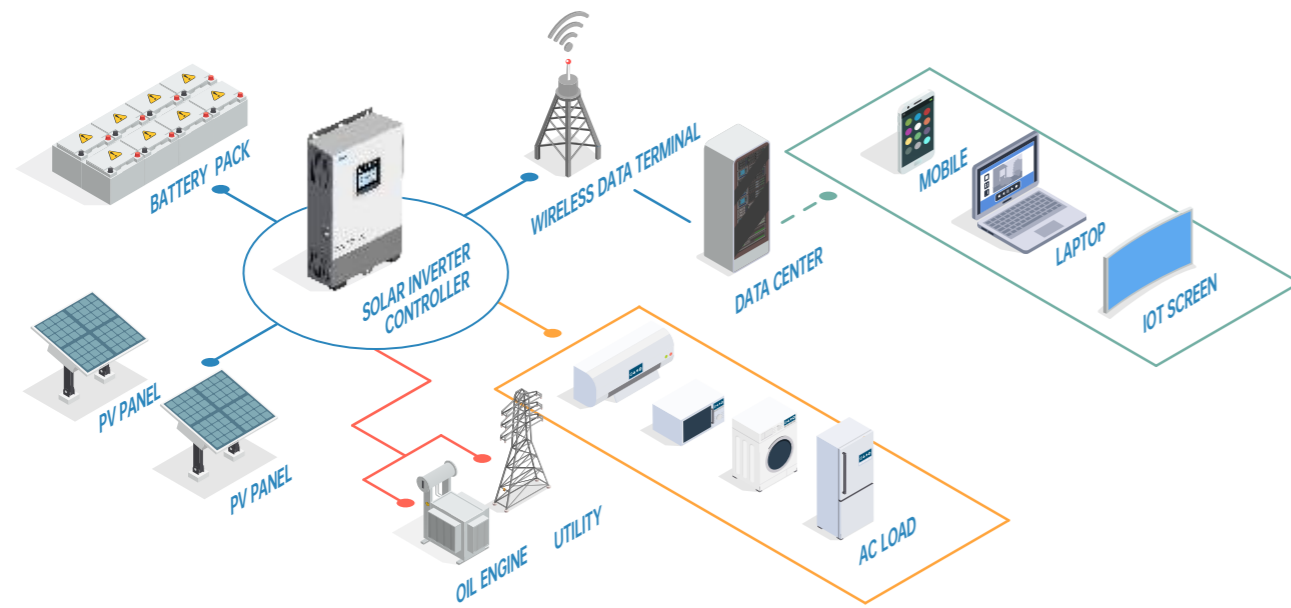 BATTERY PACK
WIRELESS DATA TERMINAL
MOBILE
LAPTOP
IOT SCREEN
DATA CENTER
SOLAR INVERTER
CONTROLLER
PV PANEL
PV PANEL
OIL ENGINE
UTILITY
AC LOAD